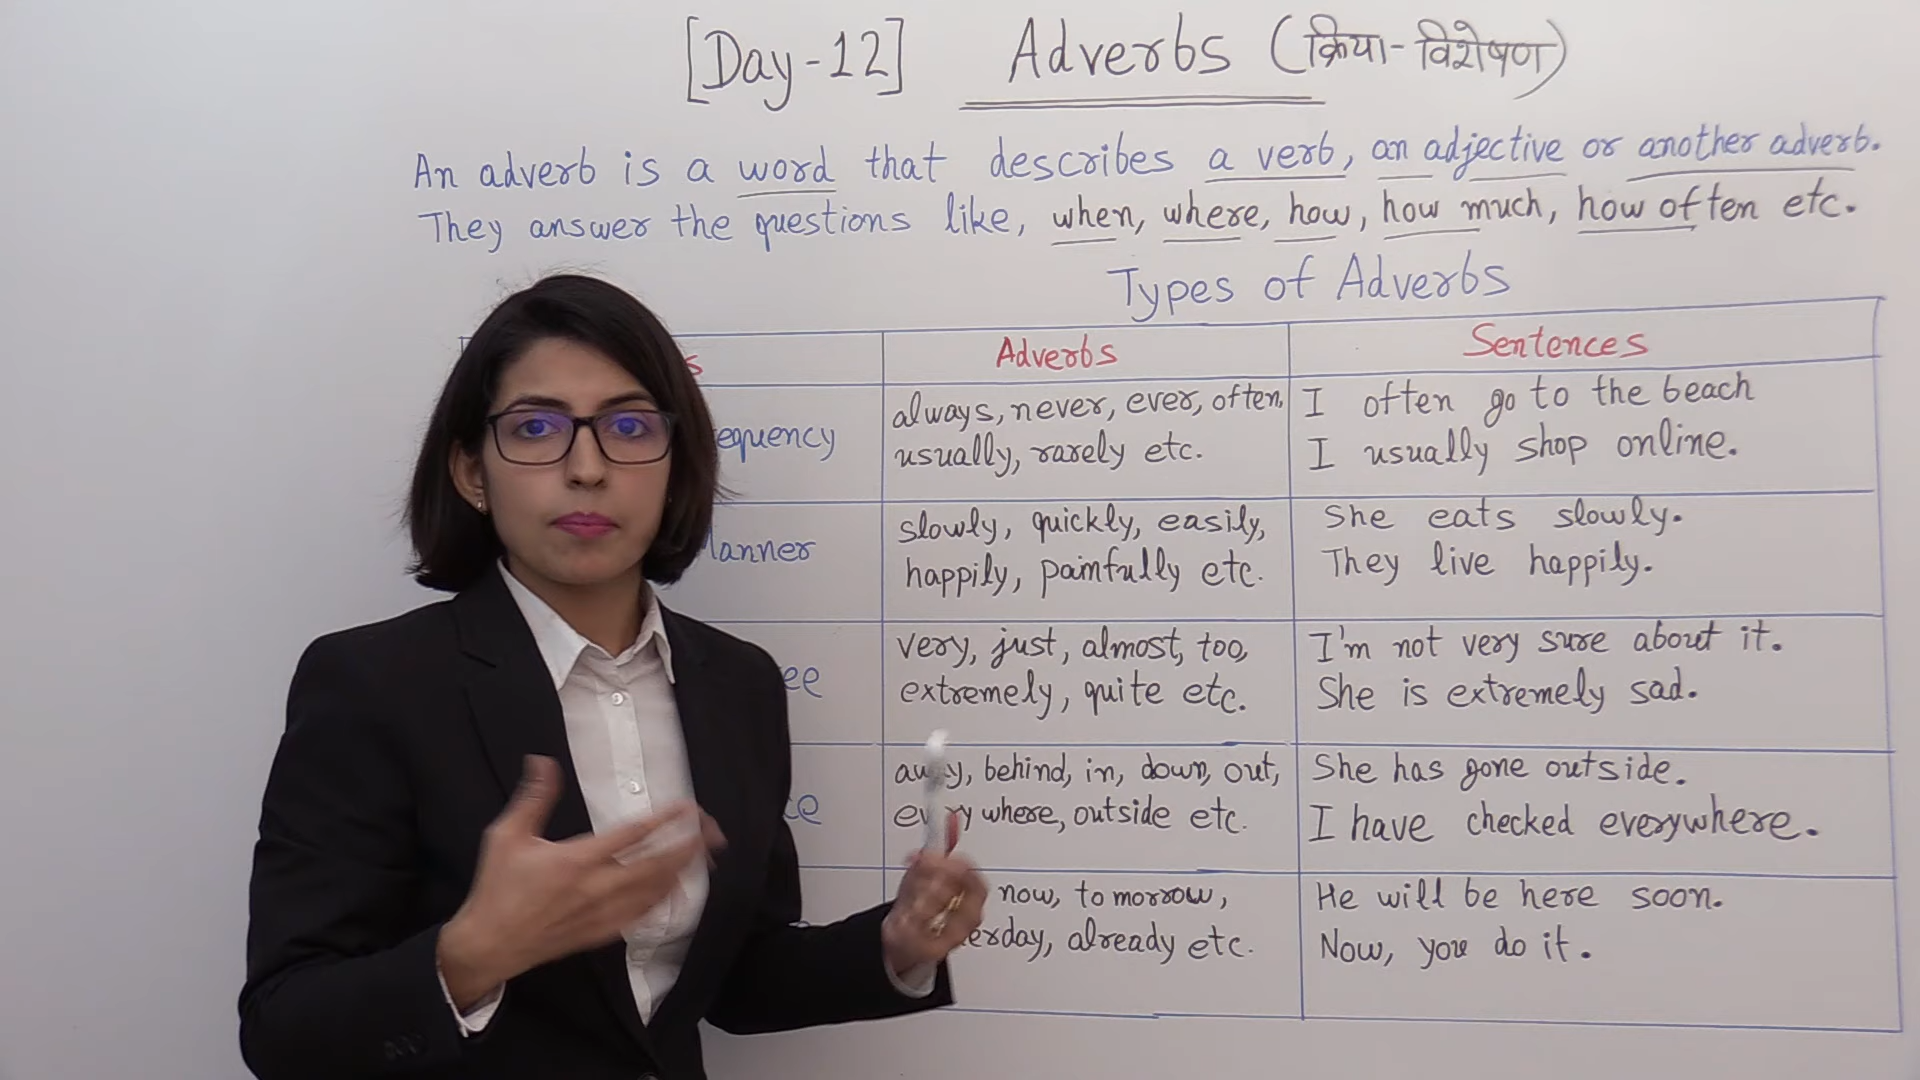 [Day-12] Adverbs (क्रिया-विशेषण)
An adverb is a word that describes a verb, an adjective or another adverb.
They answer the questions like, when, where, how, how much, how often etc.
Types of Adverbs
Adverbs Sentences
always, never, ever, often, I often go to the beach
usually, rarely etc. I usually shop online.
slowly, quickly, easily, She eats slowly.
happily, painfully etc. They live happily.
very, just, almost, too, I'm not very sure about it.
extremely, quite etc. She is extremely sad.
away, behind, in, down, out, She has gone outside.
everywhere, outside etc. I have checked everywhere.
now, tomorrow, He will be here soon.
already etc. Now, you do it.